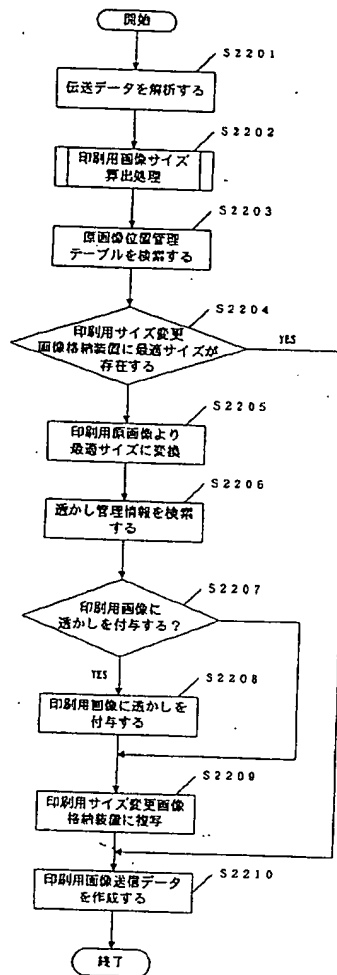 開始
S2201
伝送データを解析する
S2202
印刷用画像サイズ
算出処理
S2203
原画像位置管理
テーブルを検索する
S2204
印刷用サイズ変更
画像格納装置に最適サイズが
存在する
YES
S2205
印刷用原画像より
最適サイズに変換
S2206
透かし管理情報を検索
する
S2207
印刷用画像に
透かしを付与する？
YES
S2208
印刷用画像に透かしを
付与する
S2209
印刷用サイズ変更画像
格納装置に複写
S2210
印刷用画像送信データ
を作成する
終了